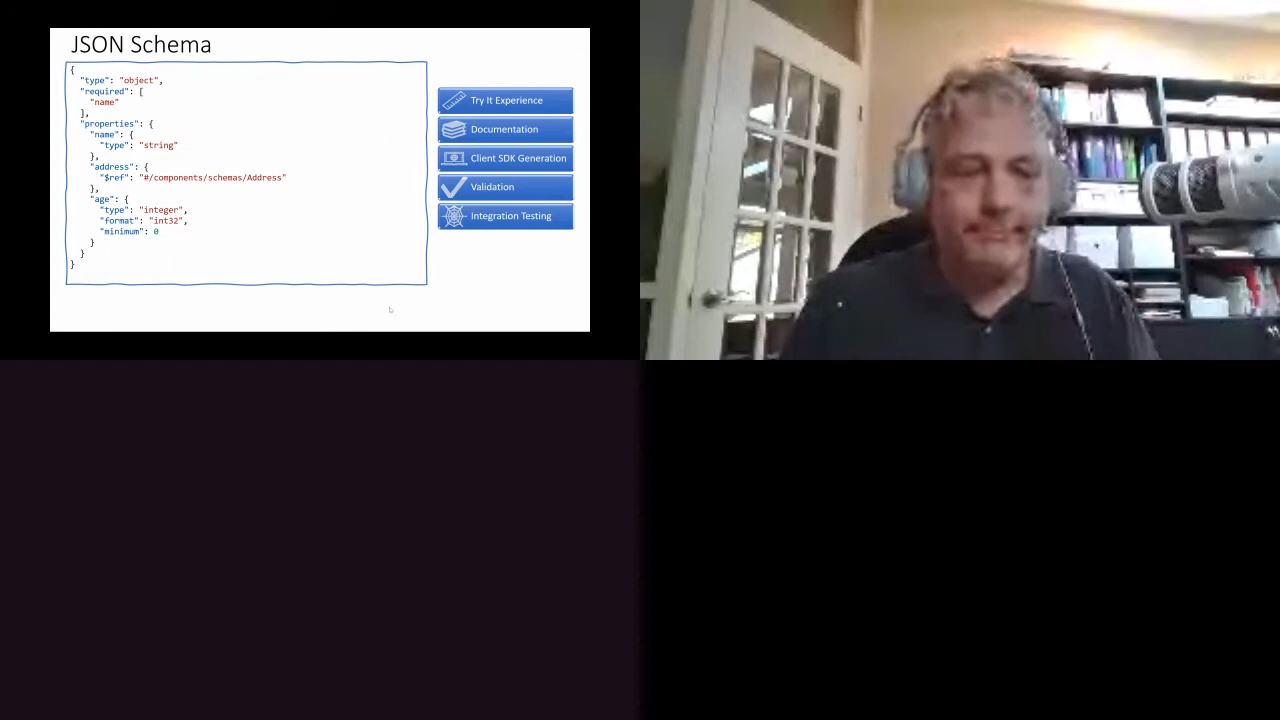 JSON Schema
{
"type": "object",
"required": [
"name"
],
"properties": {
"name": {
"type": "string"
},
"address": {
"$ref": "#/components/schemas/Address"
},
"age": {
"type": "integer",
"format": "int32",
"minimum": 0
}
}
}
Try It Experience
Documentation
Client SDK Generation
Validation
Integration Testing